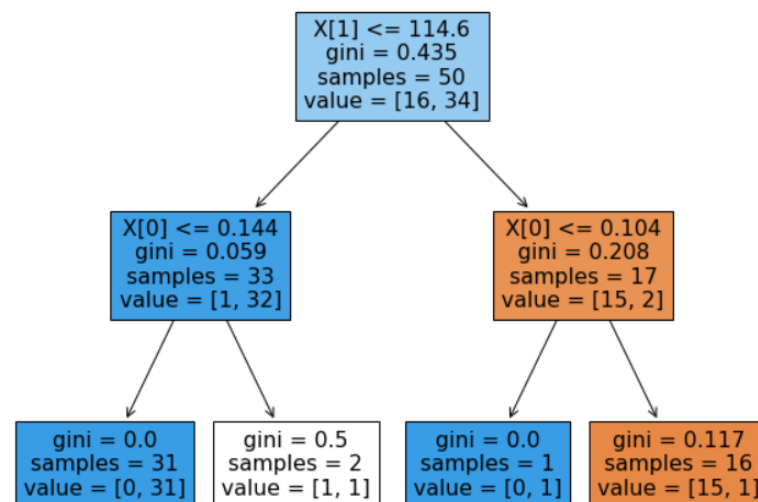 X[1] <= 114.6
gini = 0.435
samples = 50
value = [16, 34]
X[0] <= 0.144
gini = 0.059
samples = 33
value = [1, 32]
X[0] <= 0.104
gini = 0.208
samples = 17
value = [15, 2]
gini = 0.0
samples = 31
value = [0, 31]
gini = 0.5
samples = 2
value = [1, 1]
gini = 0.0
samples = 1
value = [0, 1]
gini = 0.117
samples = 16
value = [15, 1]